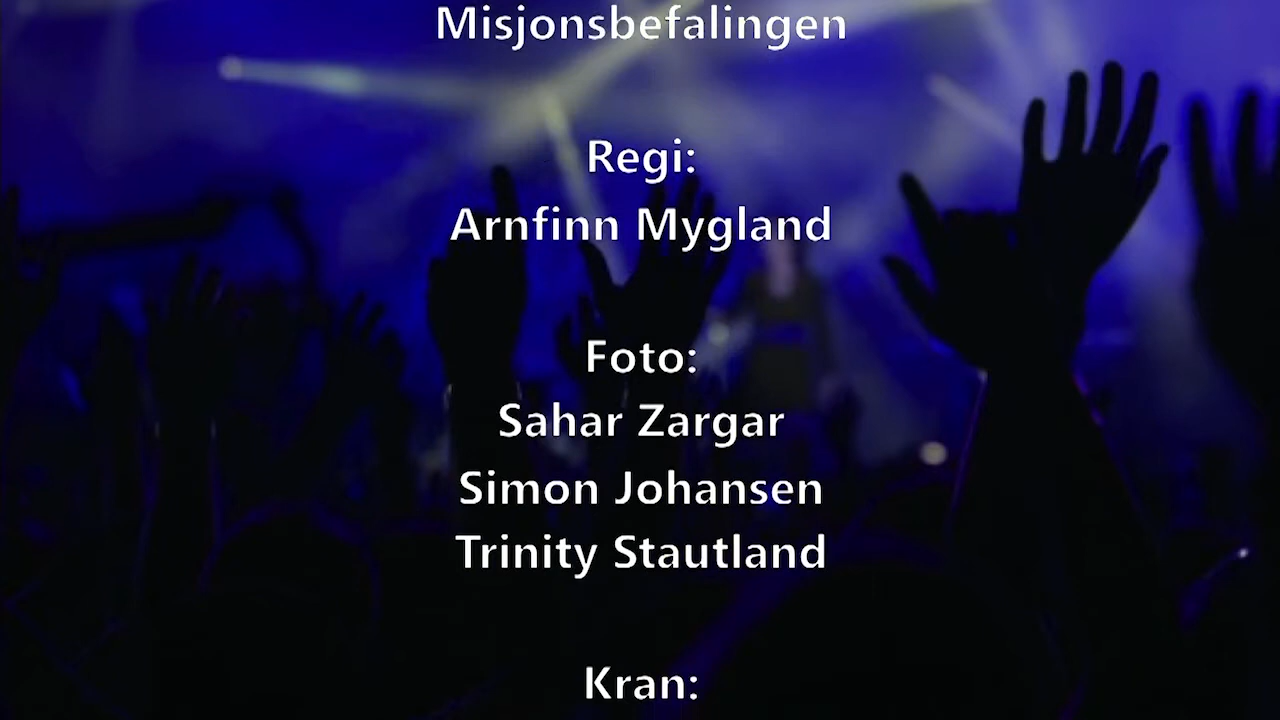 Misjonsbefalingen
Regi:
Arnfinn Mygland
Foto:
Sahar Zargar
Simon Johansen
Trinity Stautland
Kran: